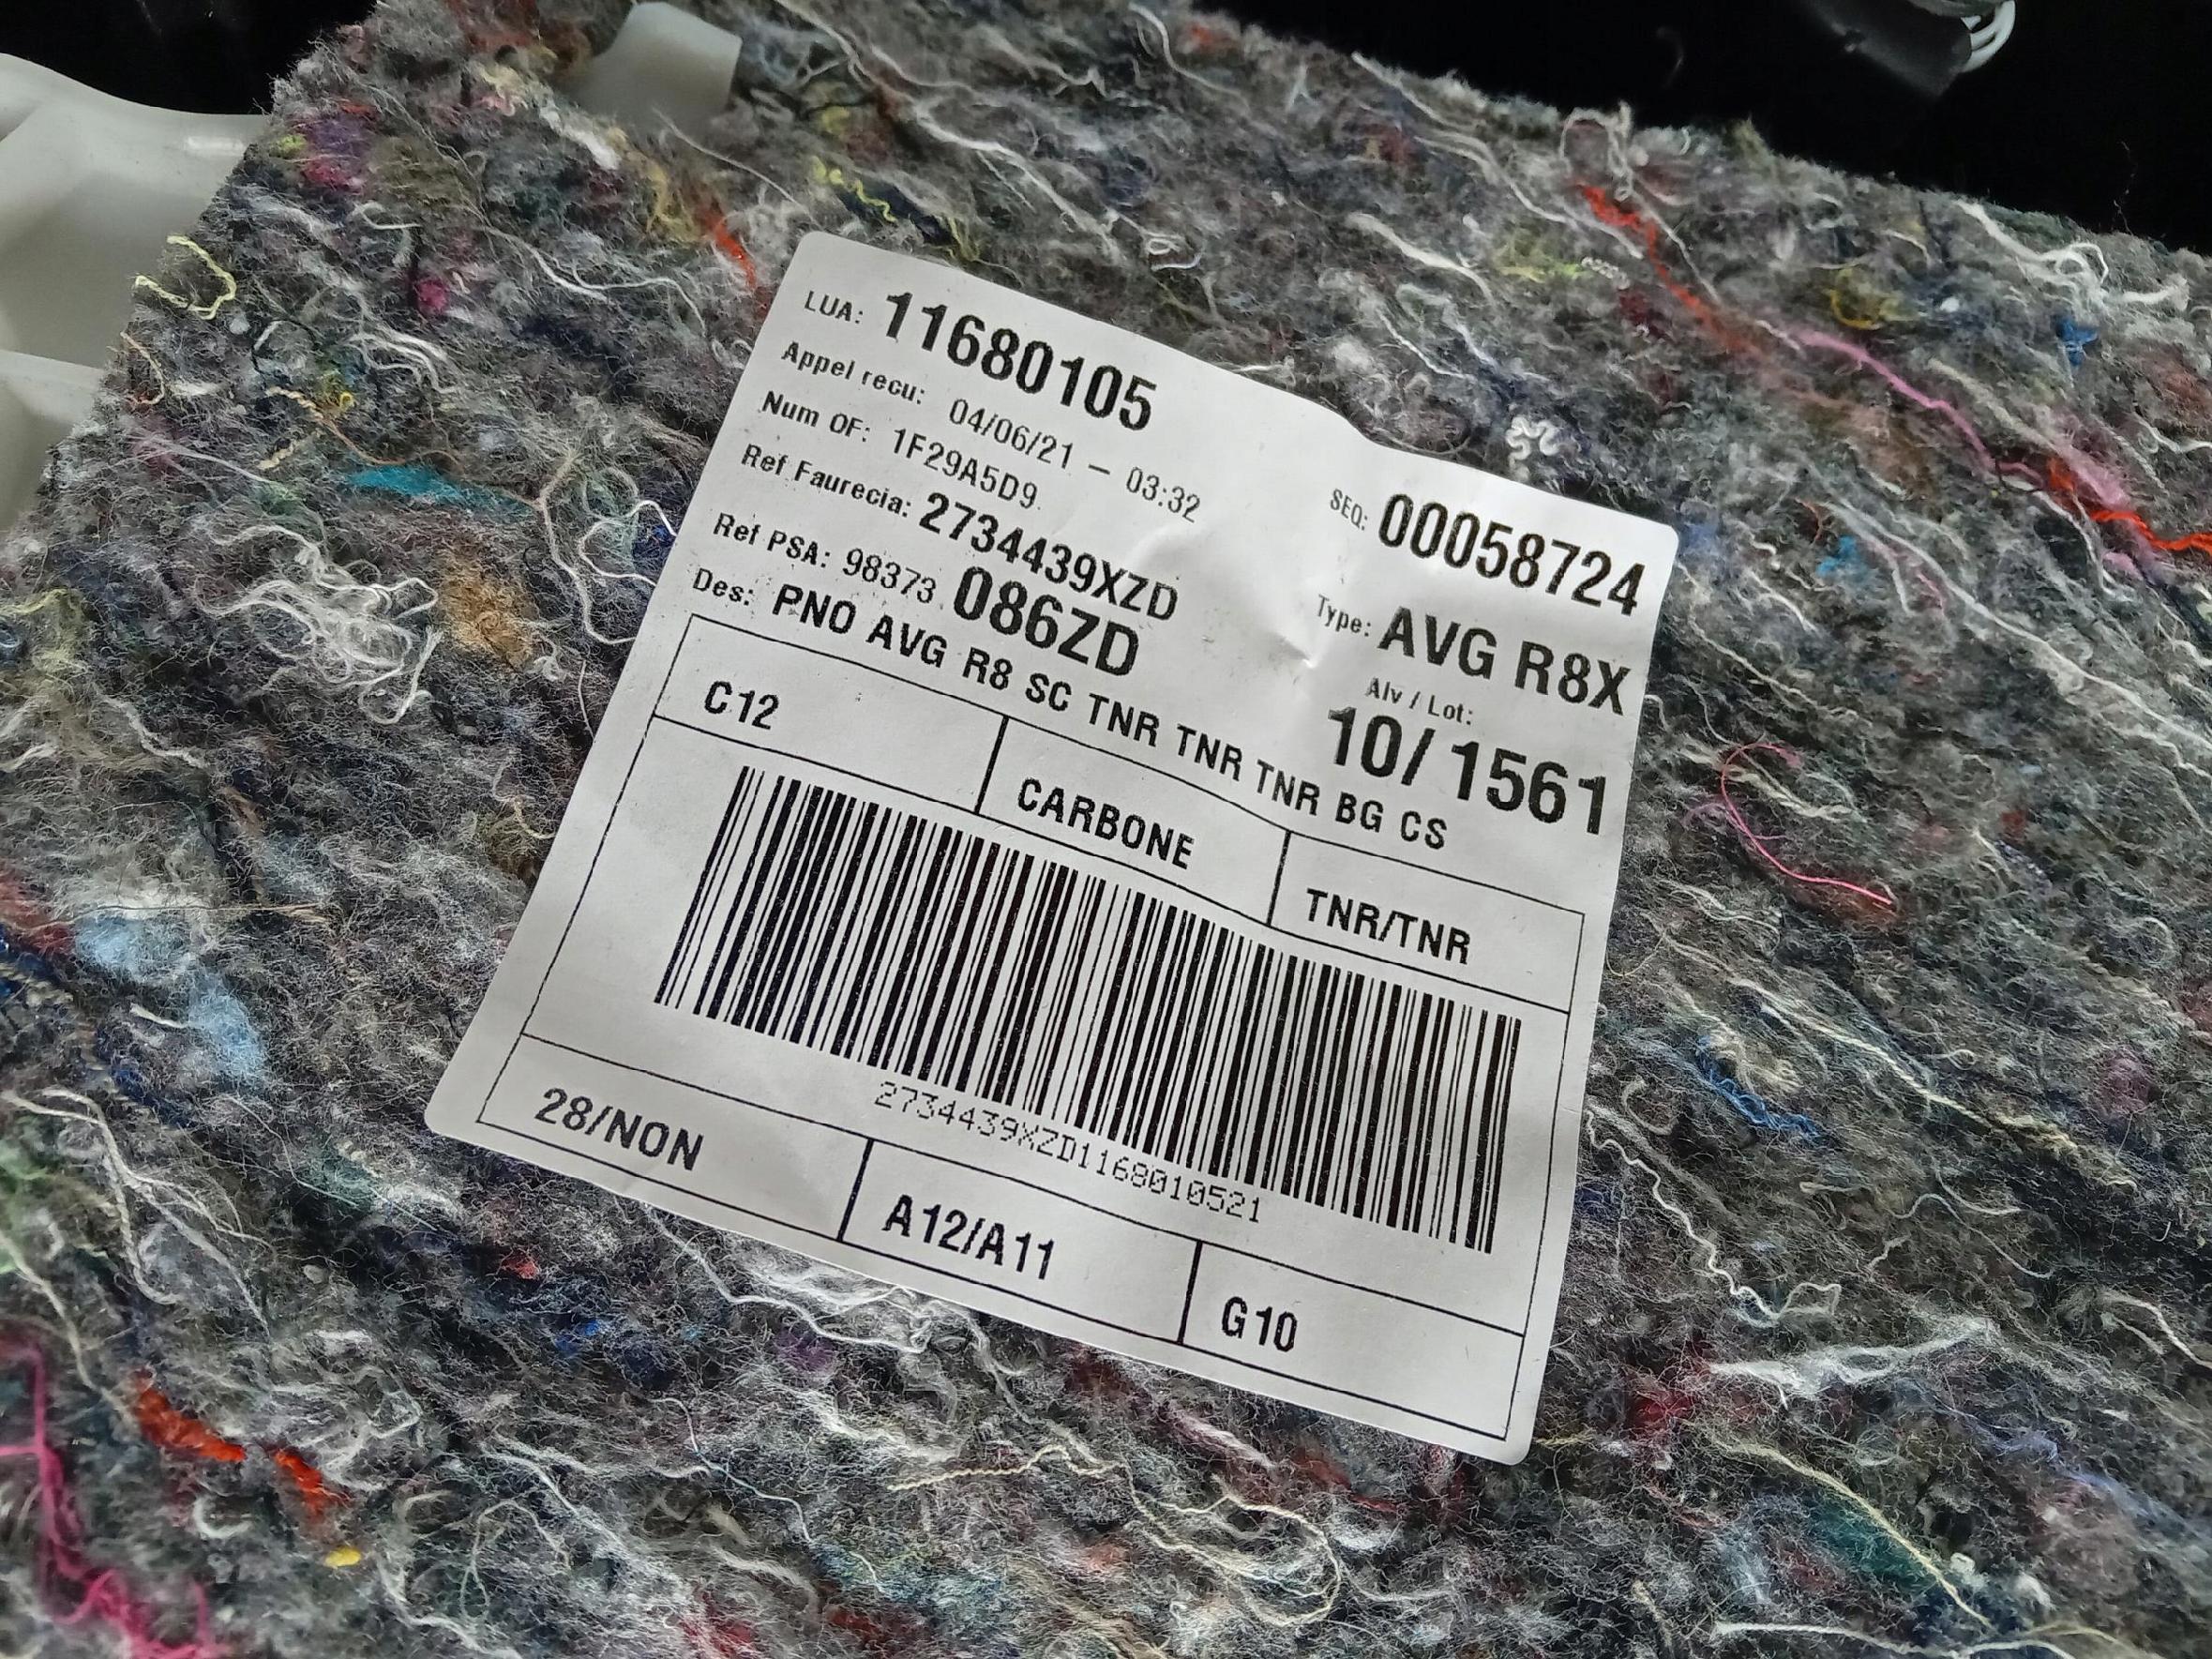 LUA: 11680105
Appel recu: 04/06/21 - 03:32
Num OF: 1F29A5D9
SEQ: 00058724
Ref Faurecia: 2734439XZD
Type: AVG R8X
Ref PSA: 98373 086ZD
Alv / Lot:
10/1561
Des: PNO AVG R8 SC TNR TNR TNR BG CS
C12
CARBONE
TNR/TNR
2734439XZD1168010521
28/NON
A12/A11
G10